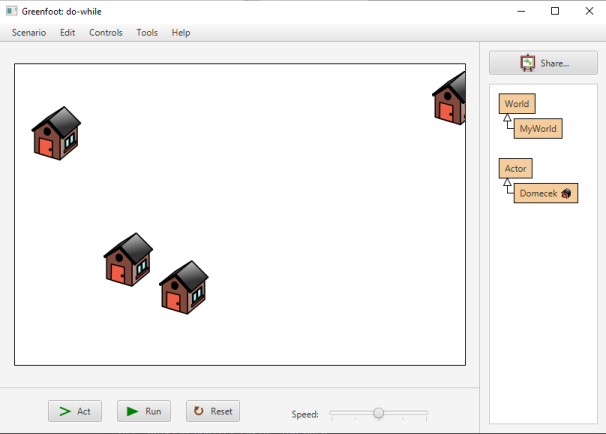 Greenfoot: do-while
Scenario Edit Controls Tools Help
Share...
World
MyWorld
Actor
Domecek
Act Run Reset Speed: